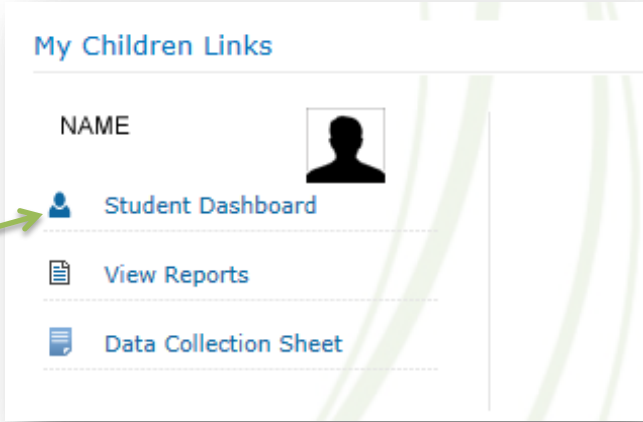 My Children Links
NAME
Student Dashboard
View Reports
Data Collection Sheet